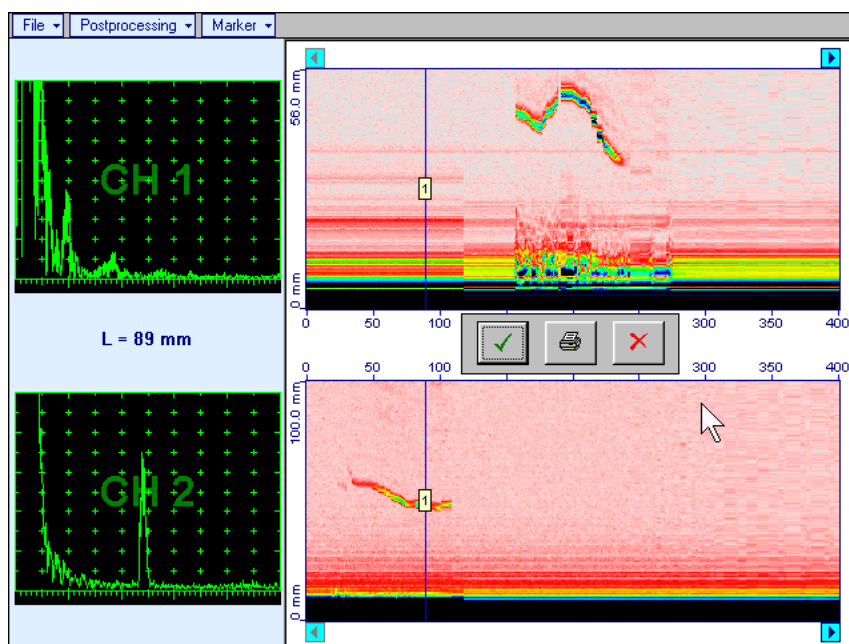 File Postprocessing Marker
56.0 mm
CH 1
1
0 mm
0 50 100 300 350 400
L = 89 mm
0 50 100 300 350 400
100.0 mm
CH 2
1
0 mm